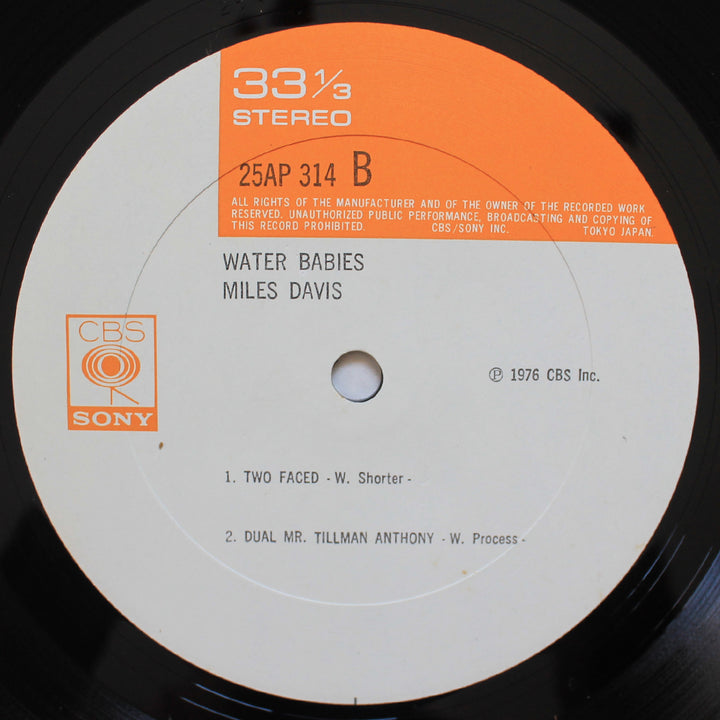 33 1/3
STEREO
25AP 314 B
ALL RIGHTS OF THE MANUFACTURER AND OF THE OWNER OF THE RECORDED WORK
RESERVED. UNAUTHORIZED PUBLIC PERFORMANCE, BROADCASTING AND COPYING OF
THIS RECORD PROHIBITED. CBS/SONY INC. TOKYO JAPAN.
WATER BABIES
MILES DAVIS
CBS
SONY
℗ 1976 CBS Inc.
1. TWO FACED - W. Shorter -
2. DUAL MR. TILLMAN ANTHONY - W. Process -